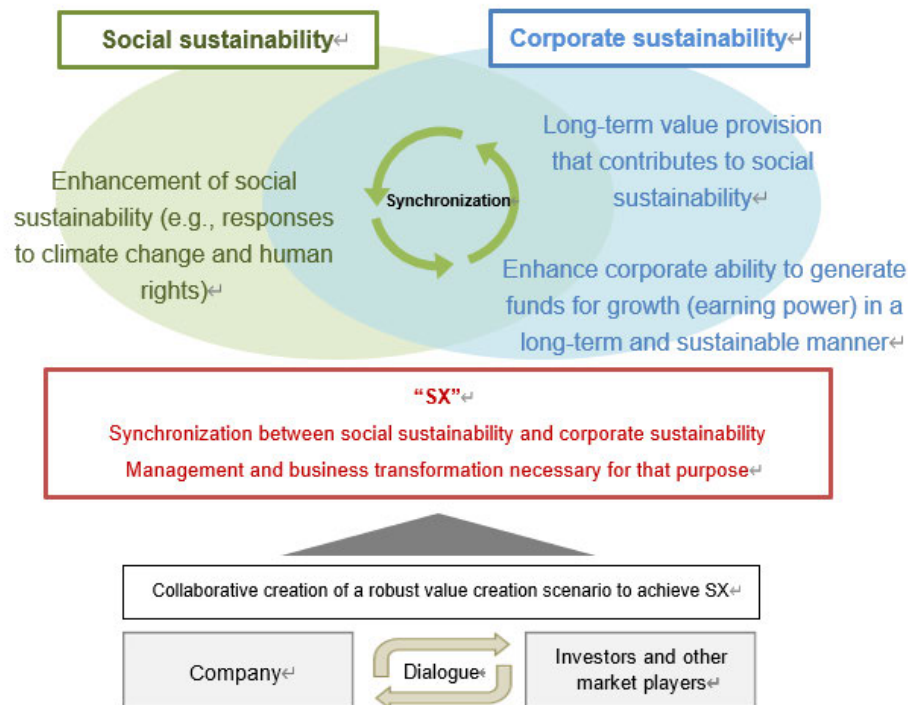 Social sustainability↵
Corporate sustainability↵
Long-term value provision
that contributes to social
sustainability↵
Enhancement of social
sustainability (e.g., responses
to climate change and human
rights)↵
Synchronization↵
Enhance corporate ability to generate
funds for growth (earning power) in a
long-term and sustainable manner↵
“SX”↵
Synchronization between social sustainability and corporate sustainability
Management and business transformation necessary for that purpose↵
Collaborative creation of a robust value creation scenario to achieve SX↵
Company↵
Dialogue↵
Investors and other
market players↵